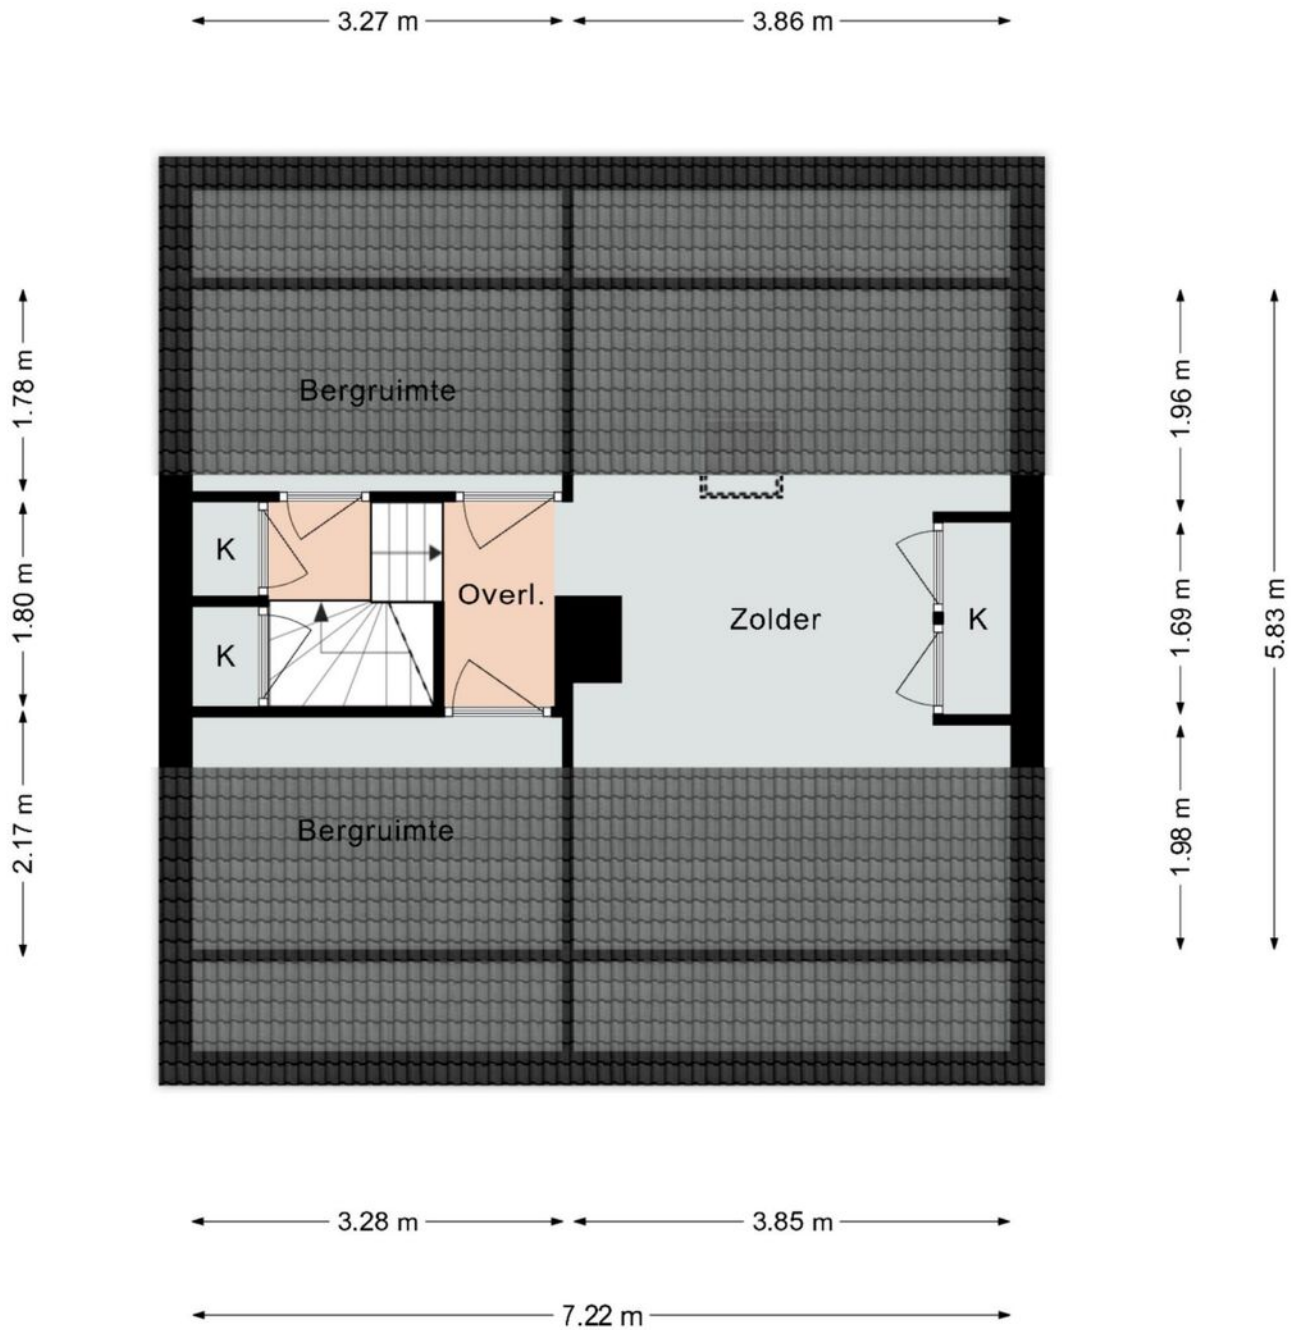 3.27 m
3.86 m
1.78 m
1.80 m
2.17 m
Bergruimte
K
K
Overl.
Zolder
K
Bergruimte
1.96 m
1.69 m
1.98 m
5.83 m
3.28 m
3.85 m
7.22 m